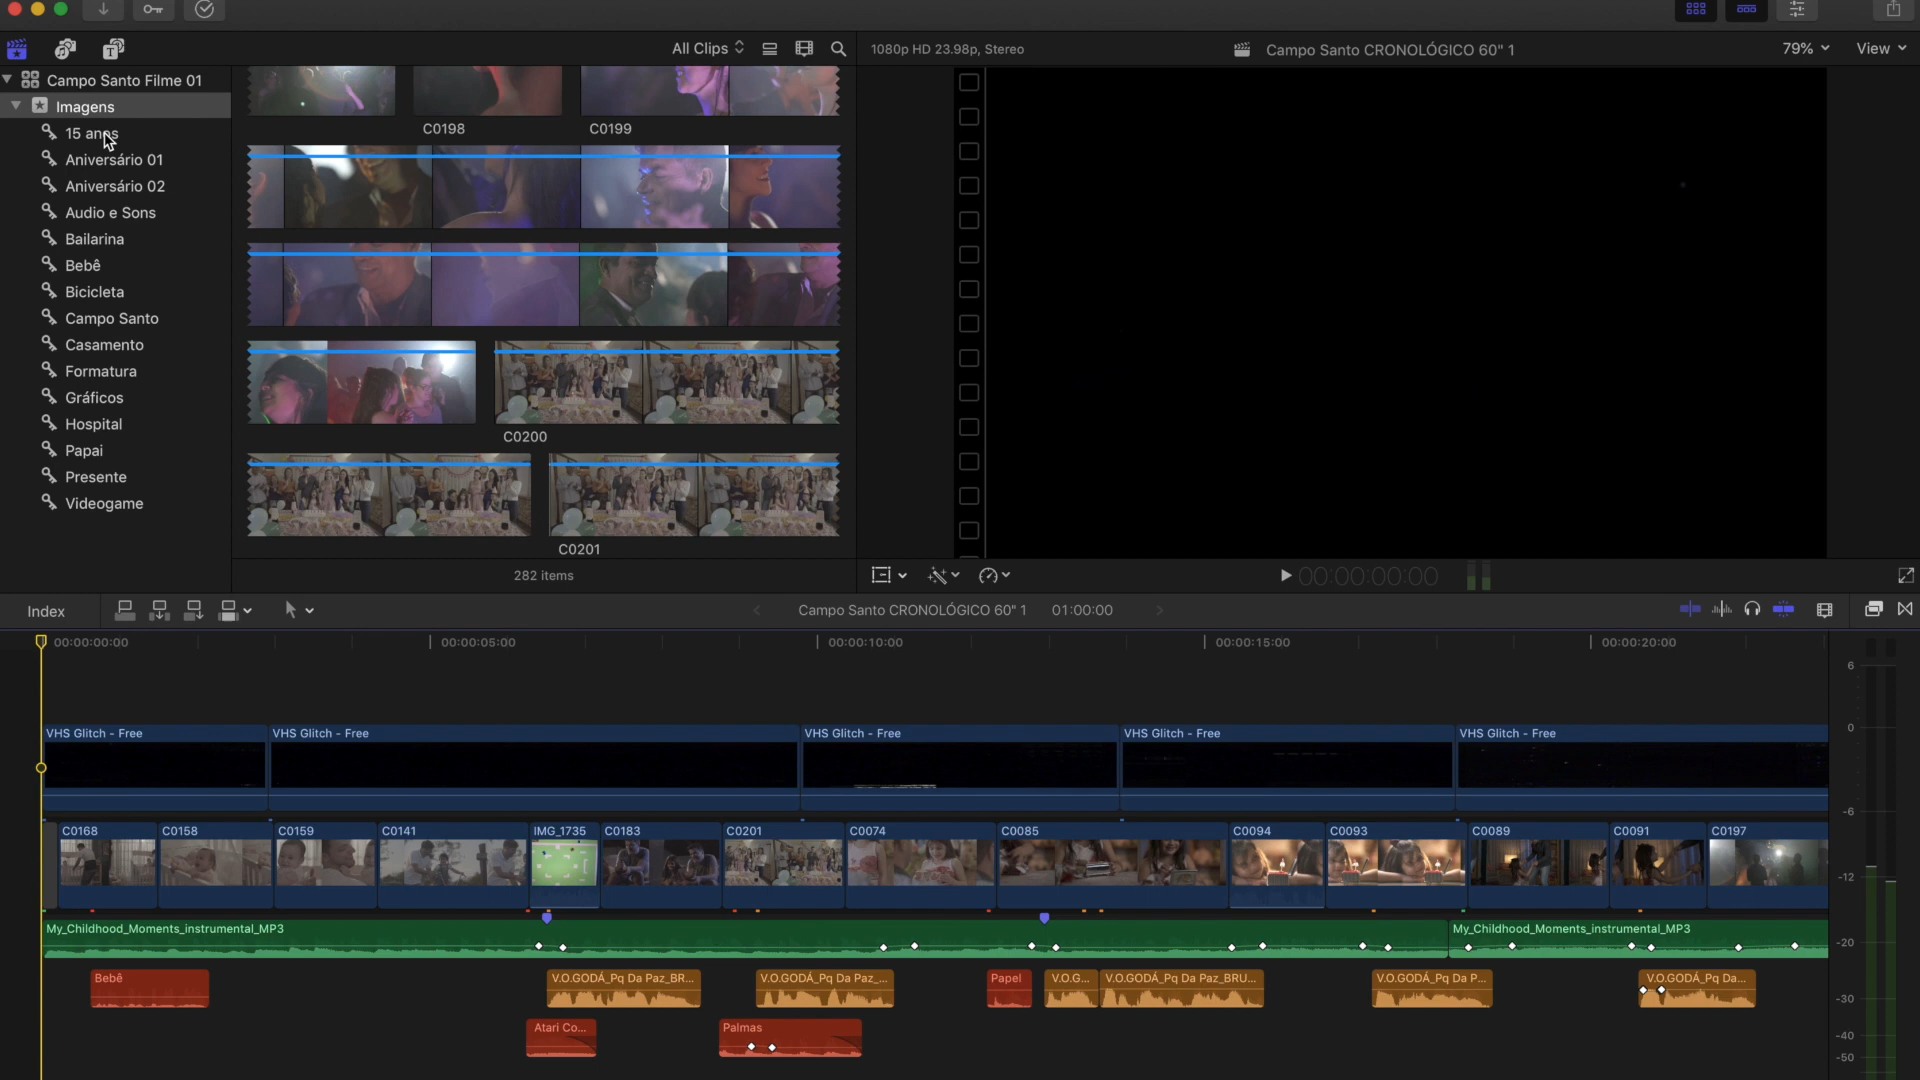 All Clips
1080p HD 23.98p, Stereo
Campo Santo CRONOLÓGICO 60" 1
79%
View
Campo Santo Filme 01
Imagens
15 anos
Aniversário 01
Aniversário 02
Audio e Sons
Bailarina
Bebê
Bicicleta
Campo Santo
Casamento
Formatura
Gráficos
Hospital
Papai
Presente
Videogame
C0198
C0199
C0200
C0201
282 items
00:00:00:00
Index
Campo Santo CRONOLÓGICO 60" 1
01:00:00
00:00:00:00
00:00:05:00
00:00:10:00
00:00:15:00
00:00:20:00
VHS Glitch - Free
VHS Glitch - Free
VHS Glitch - Free
VHS Glitch - Free
VHS Glitch - Free
C0168
C0158
C0159
C0141
IMG_1735
C0183
C0201
C0074
C0085
C0094
C0093
C0089
C0091
C0197
My_Childhood_Moments_instrumental_MP3
My_Childhood_Moments_instrumental_MP3
Bebê
V.O.GODÁ_Pq Da Paz_BR...
V.O.GODÁ_Pq Da Paz_...
Papel
V.O.G...
V.O.GODÁ_Pq Da Paz_BRU...
V.O.GODÁ_Pq Da P...
V.O.GODÁ_Pq Da...
Atari Co...
Palmas
6
0
-6
-12
-20
-30
-40
-50